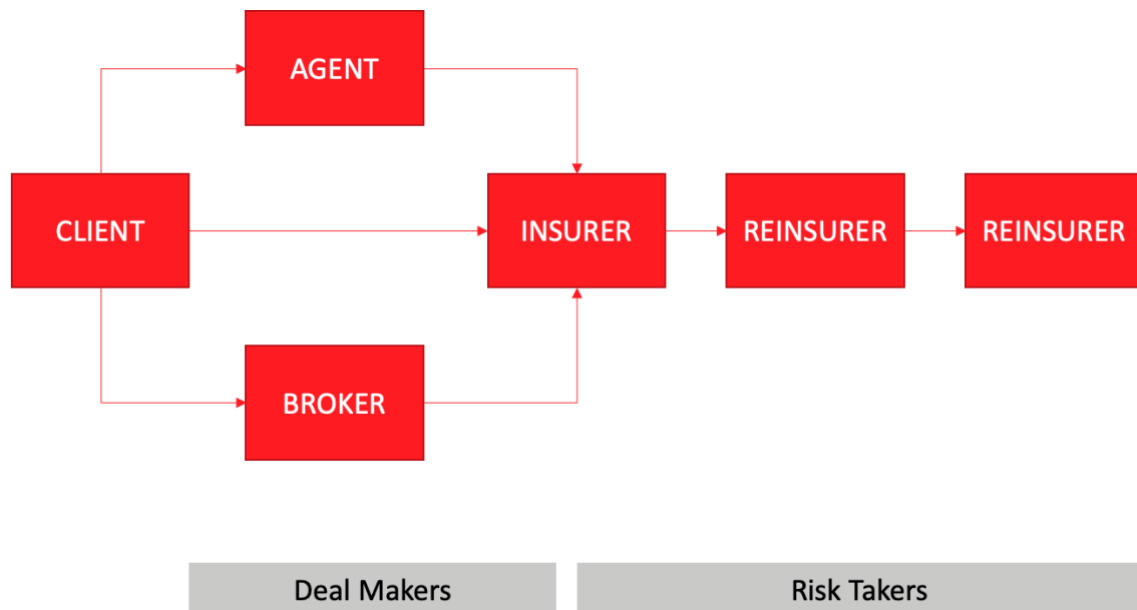 AGENT
CLIENT
INSURER
REINSURER
REINSURER
BROKER
Deal Makers
Risk Takers